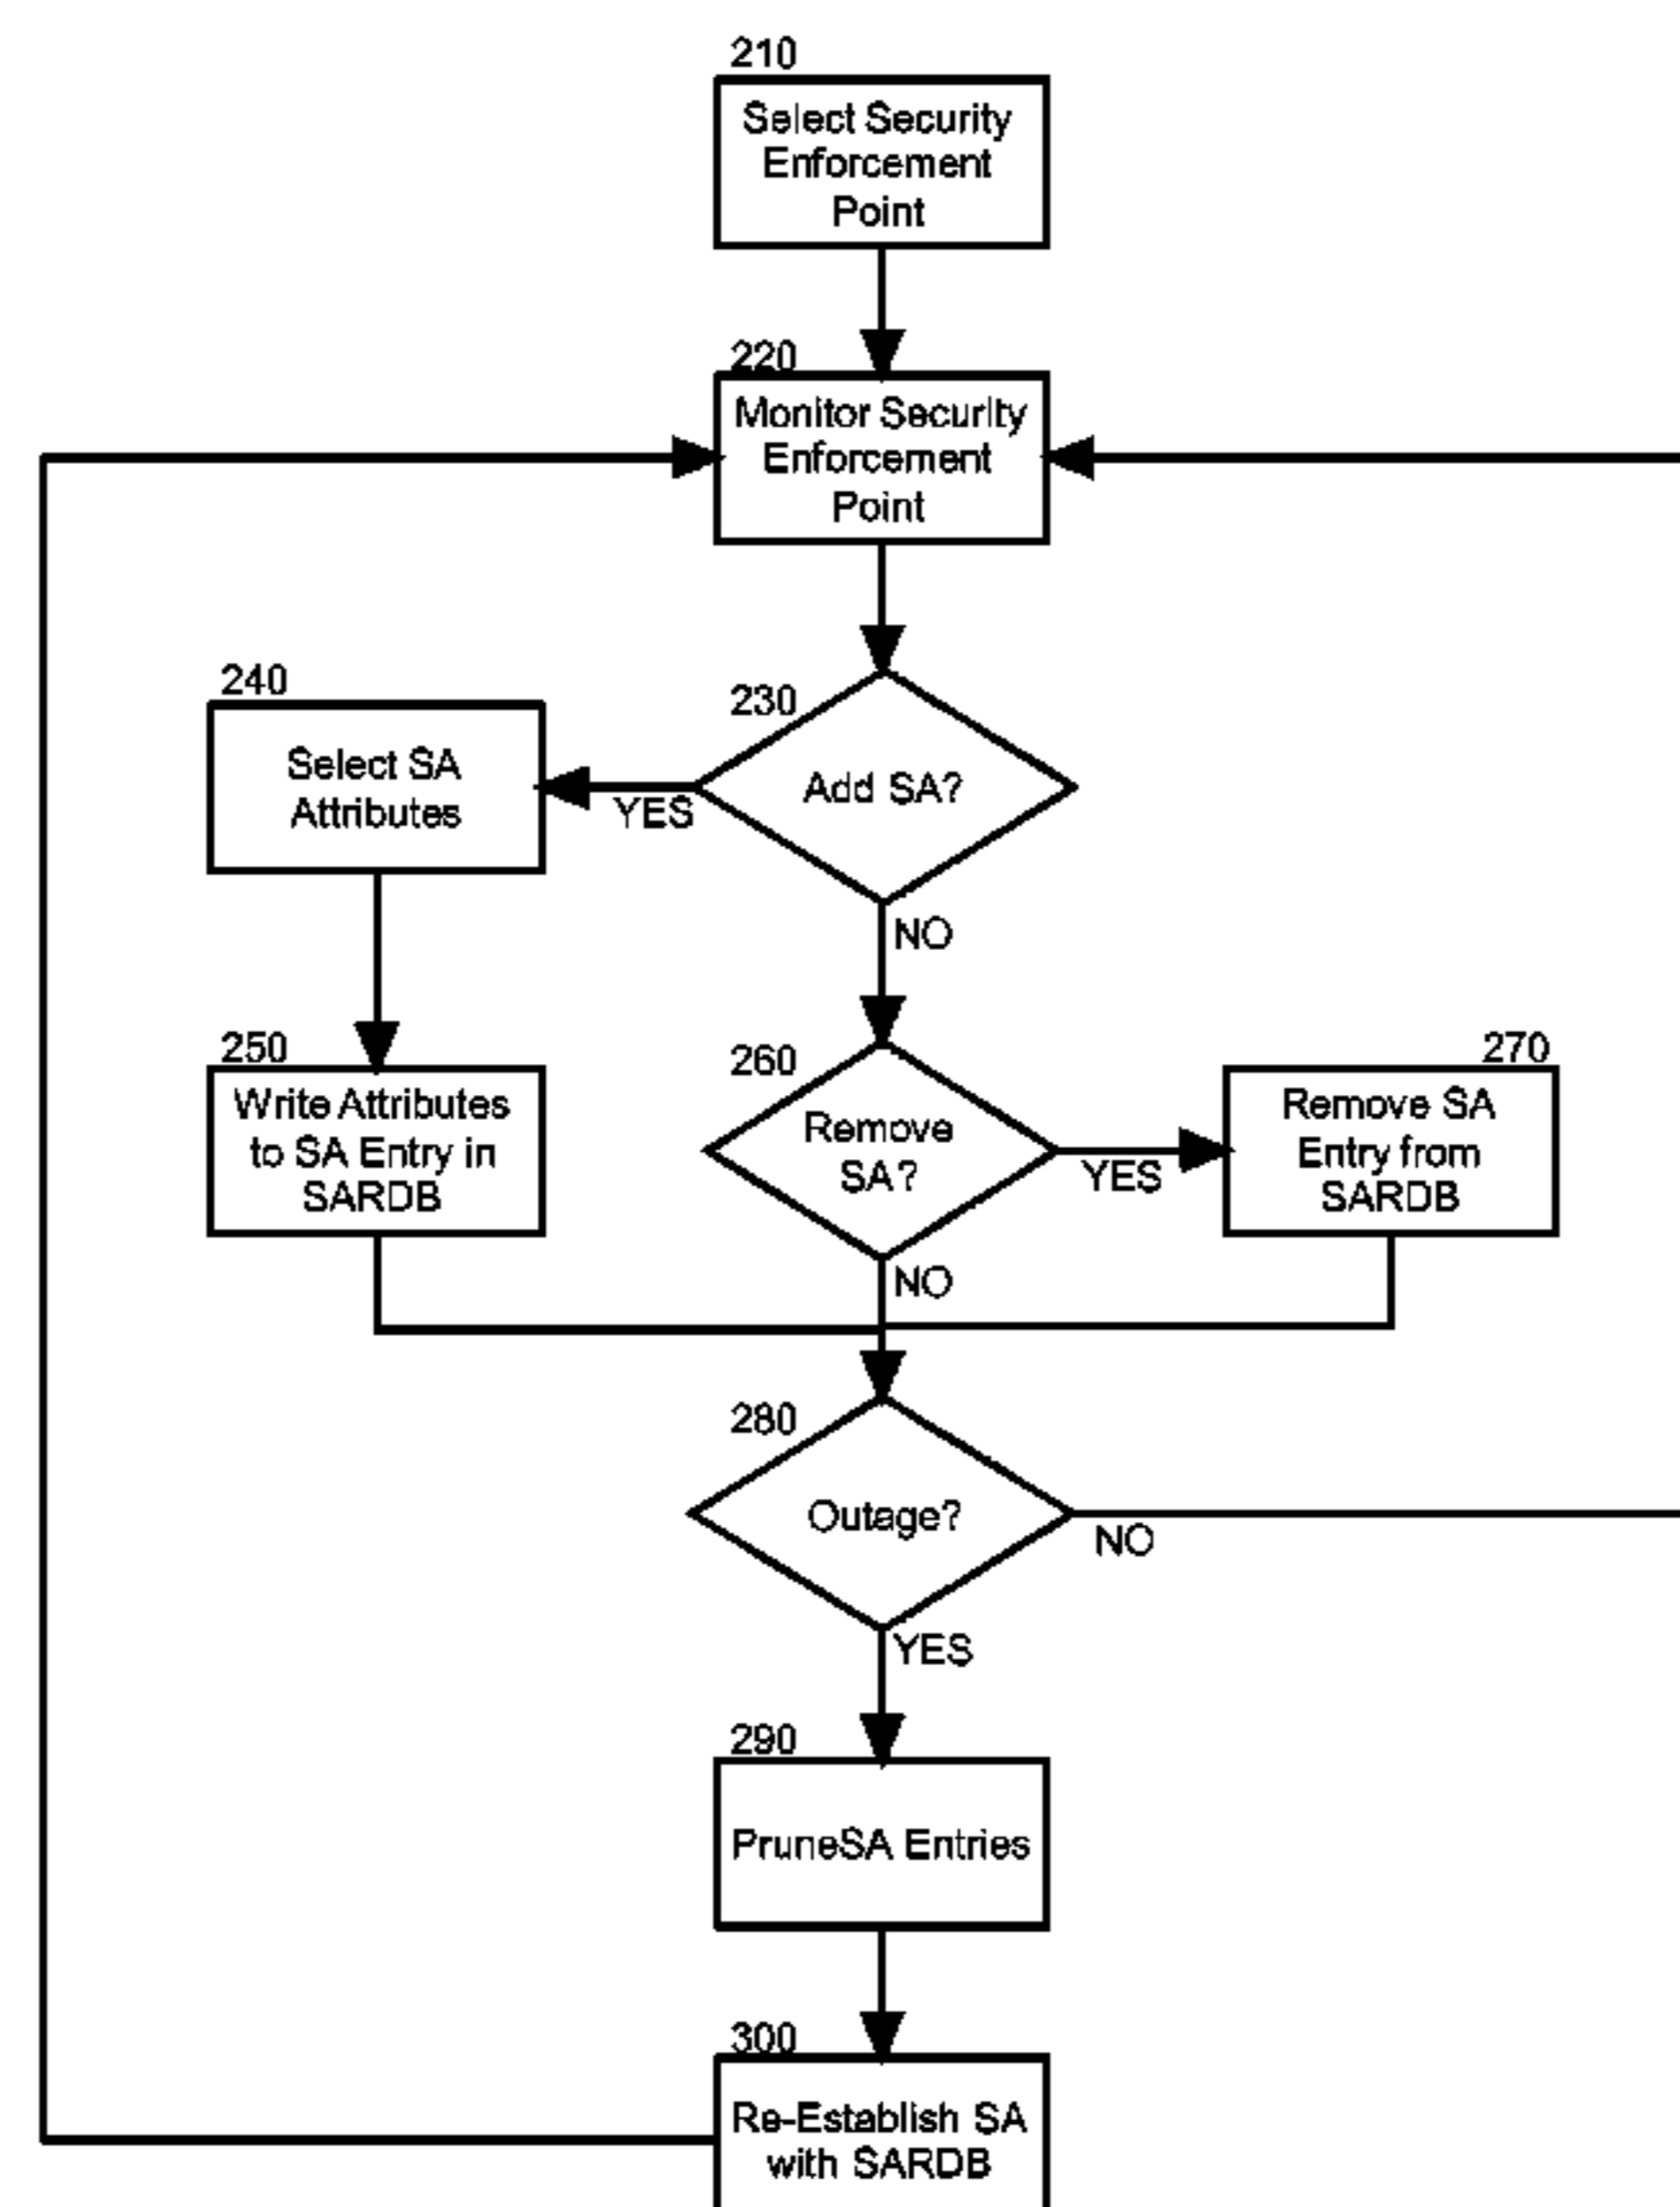 210
Select Security
Enforcement
Point
220
Monitor Security
Enforcement
Point
230
Add SA?
YES
NO
240
Select SA
Attributes
250
Write Attributes
to SA Entry in
SARDB
260
Remove
SA?
YES
NO
270
Remove SA
Entry from
SARDB
280
Outage?
NO
YES
290
PruneSA Entries
300
Re-Establish SA
with SARDB